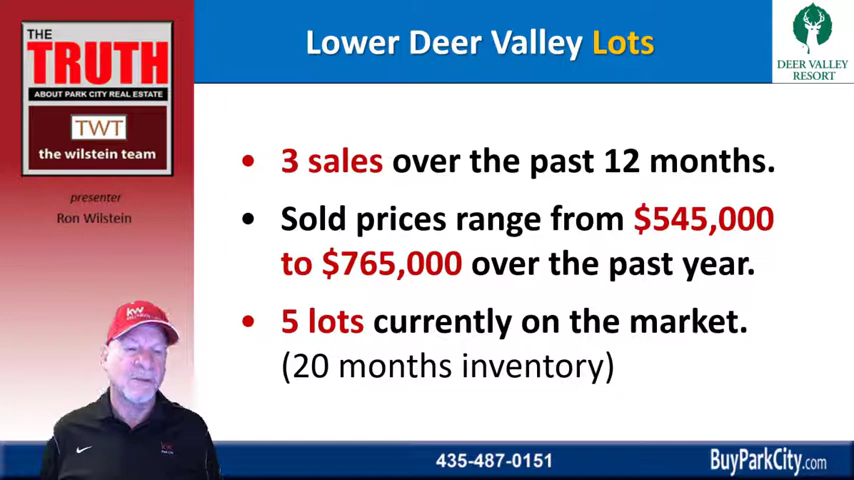 THE
TRUTH
ABOUT PARK CITY REAL ESTATE
TWT
the wilstein team
presenter
Ron Wilstein
Lower Deer Valley Lots
DEER VALLEY
RESORT
• 3 sales over the past 12 months.
• Sold prices range from $545,000
to $765,000 over the past year.
• 5 lots currently on the market.
(20 months inventory)
kw
kw
435-487-0151
BuyParkCity.com